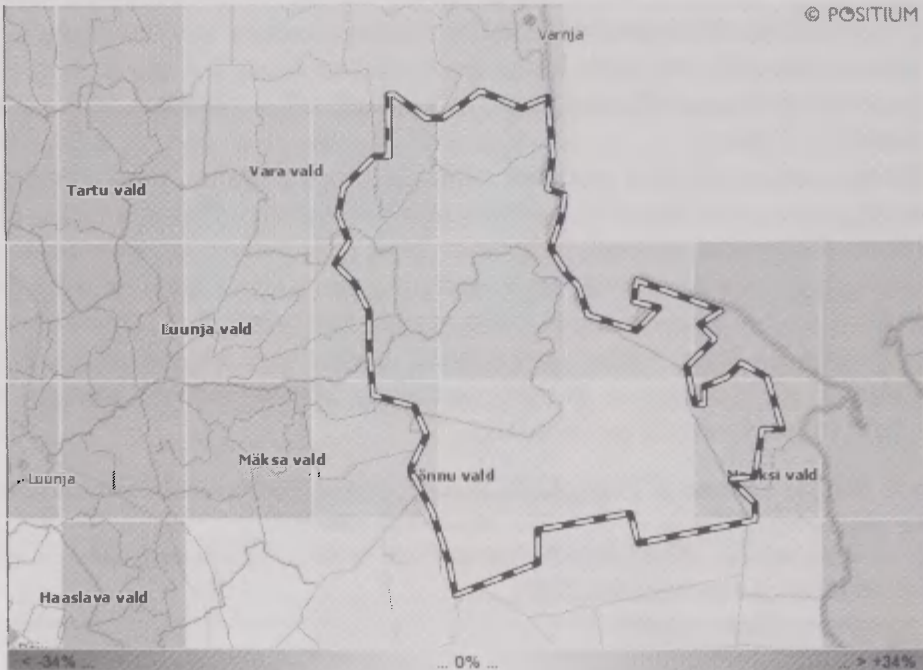 © POSITIUM
Varnja
Vara vald
Tartu vald
Luunja vald
Mäksa vald
Luunja
önnu vald
vald
Haaslava vald
< -34% ...
... 0% ...
> +34%